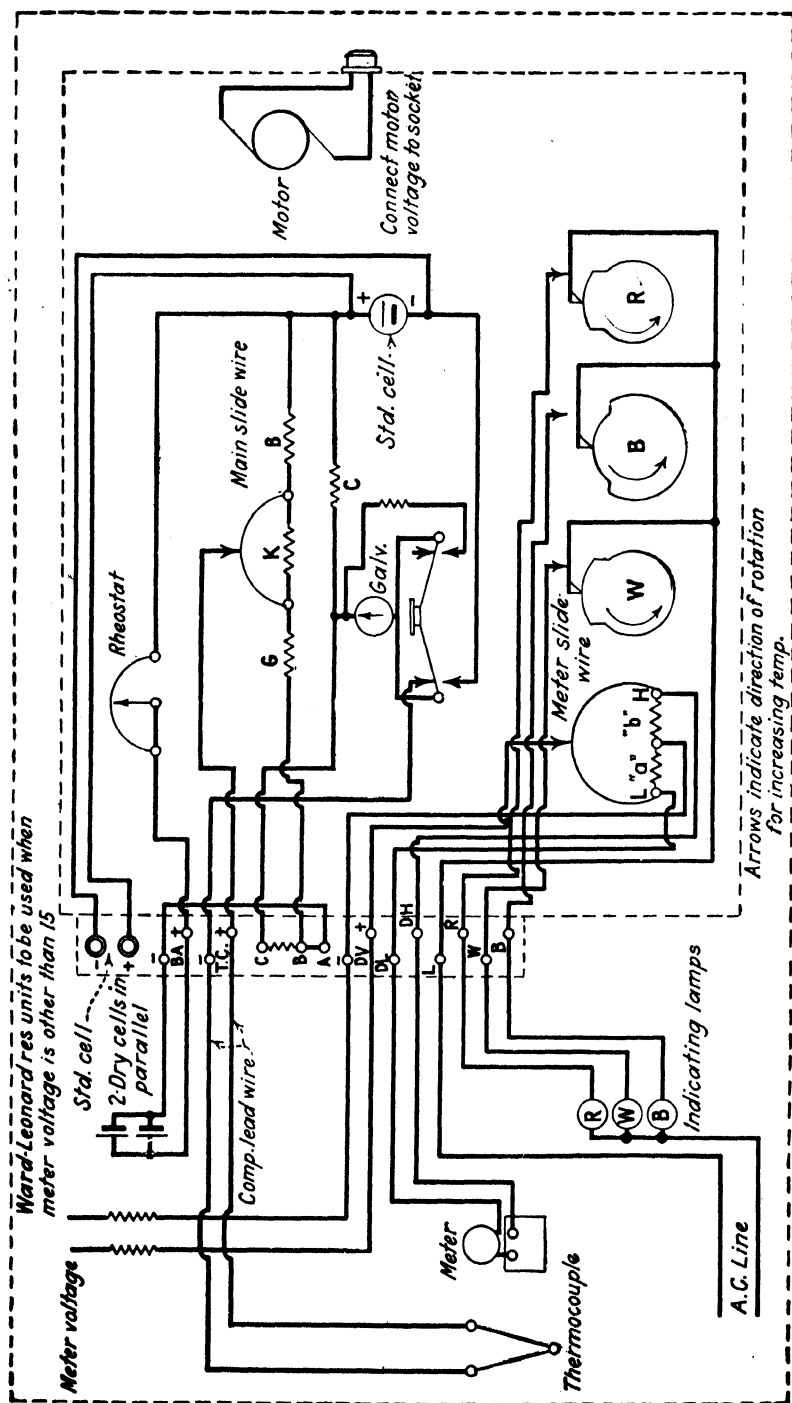 Ward-Leonard res units to be used when
meter voltage is other than 15
Meter voltage
Std. cell
2-Dry cells in
parallel
Comp. lead wire
Thermocouple
Meter
A.C. Line
Indicating lamps
R
W
B
-
+
-
BA +
-
T.C. +
C
B
A
-
DV +
DL
DH
L
R
W
B
Rheostat
Main slide wire
G
K
B
C
Galv.
Std. cell
+
-
Motor
Connect motor
voltage to socket
Meter slide
wire
L "a" "b" H
W
B
R
Arrows indicate direction of rotation
for increasing temp.